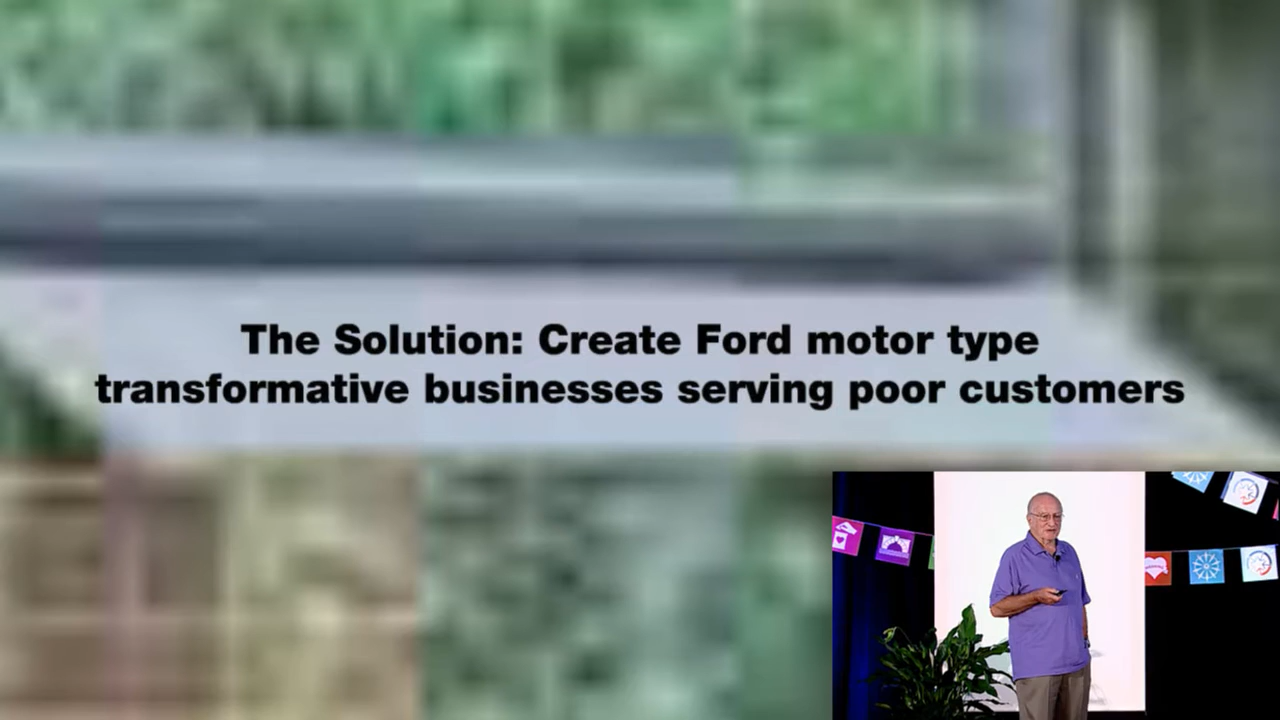 The Solution: Create Ford motor type
transformative businesses serving poor customers